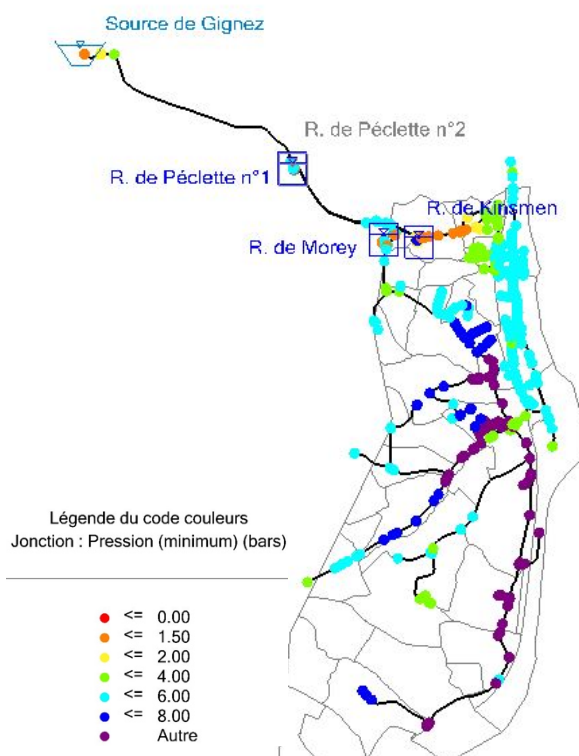 Source de Gignez
R. de Péclette n°2
R. de Péclette n°1
R. de Kinsmen
R. de Morey
Légende du code couleurs
Jonction : Pression (minimum) (bars)
<= 0.00
<= 1.50
<= 2.00
<= 4.00
<= 6.00
<= 8.00
Autre